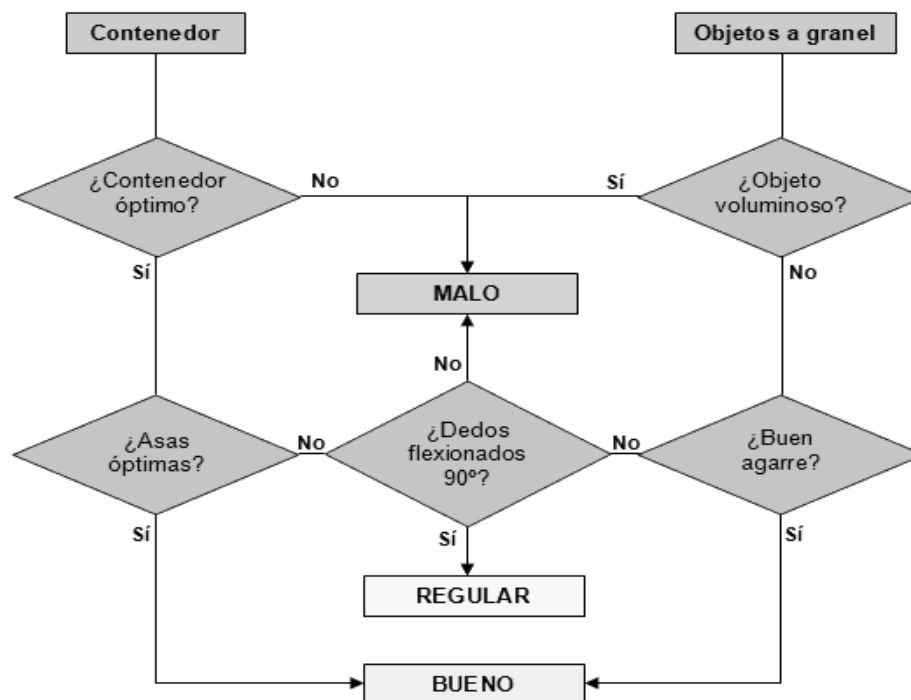 Contenedor
Objetos a granel
¿Contenedor
óptimo?
No
Sí
¿Objeto
voluminoso?
Sí
No
MALO
No
¿Asas
óptimas?
No
¿Dedos
flexionados
90º?
No
¿Buen
agarre?
Sí
Sí
Sí
REGULAR
BUENO